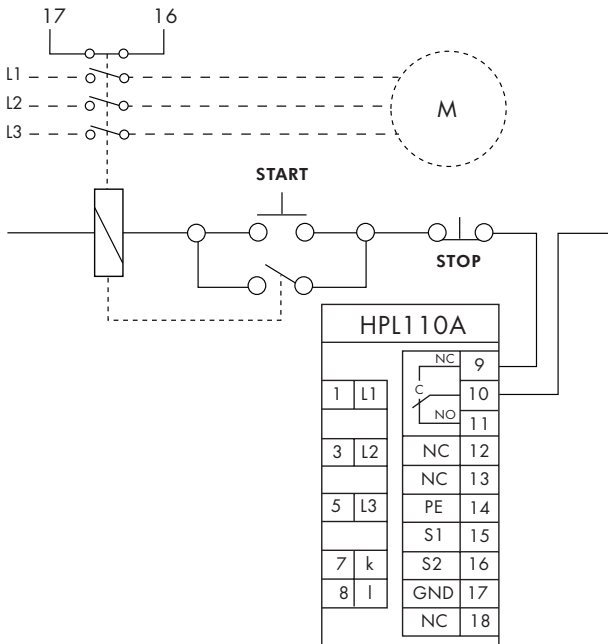 17 16
L1
L2
L3
M
START
STOP
HPL110A
NC 9
C
10
NO 11
1 L1
NC 12
3 L2
NC 13
5 L3
PE 14
S1 15
7 k
S2 16
8 l
GND 17
NC 18